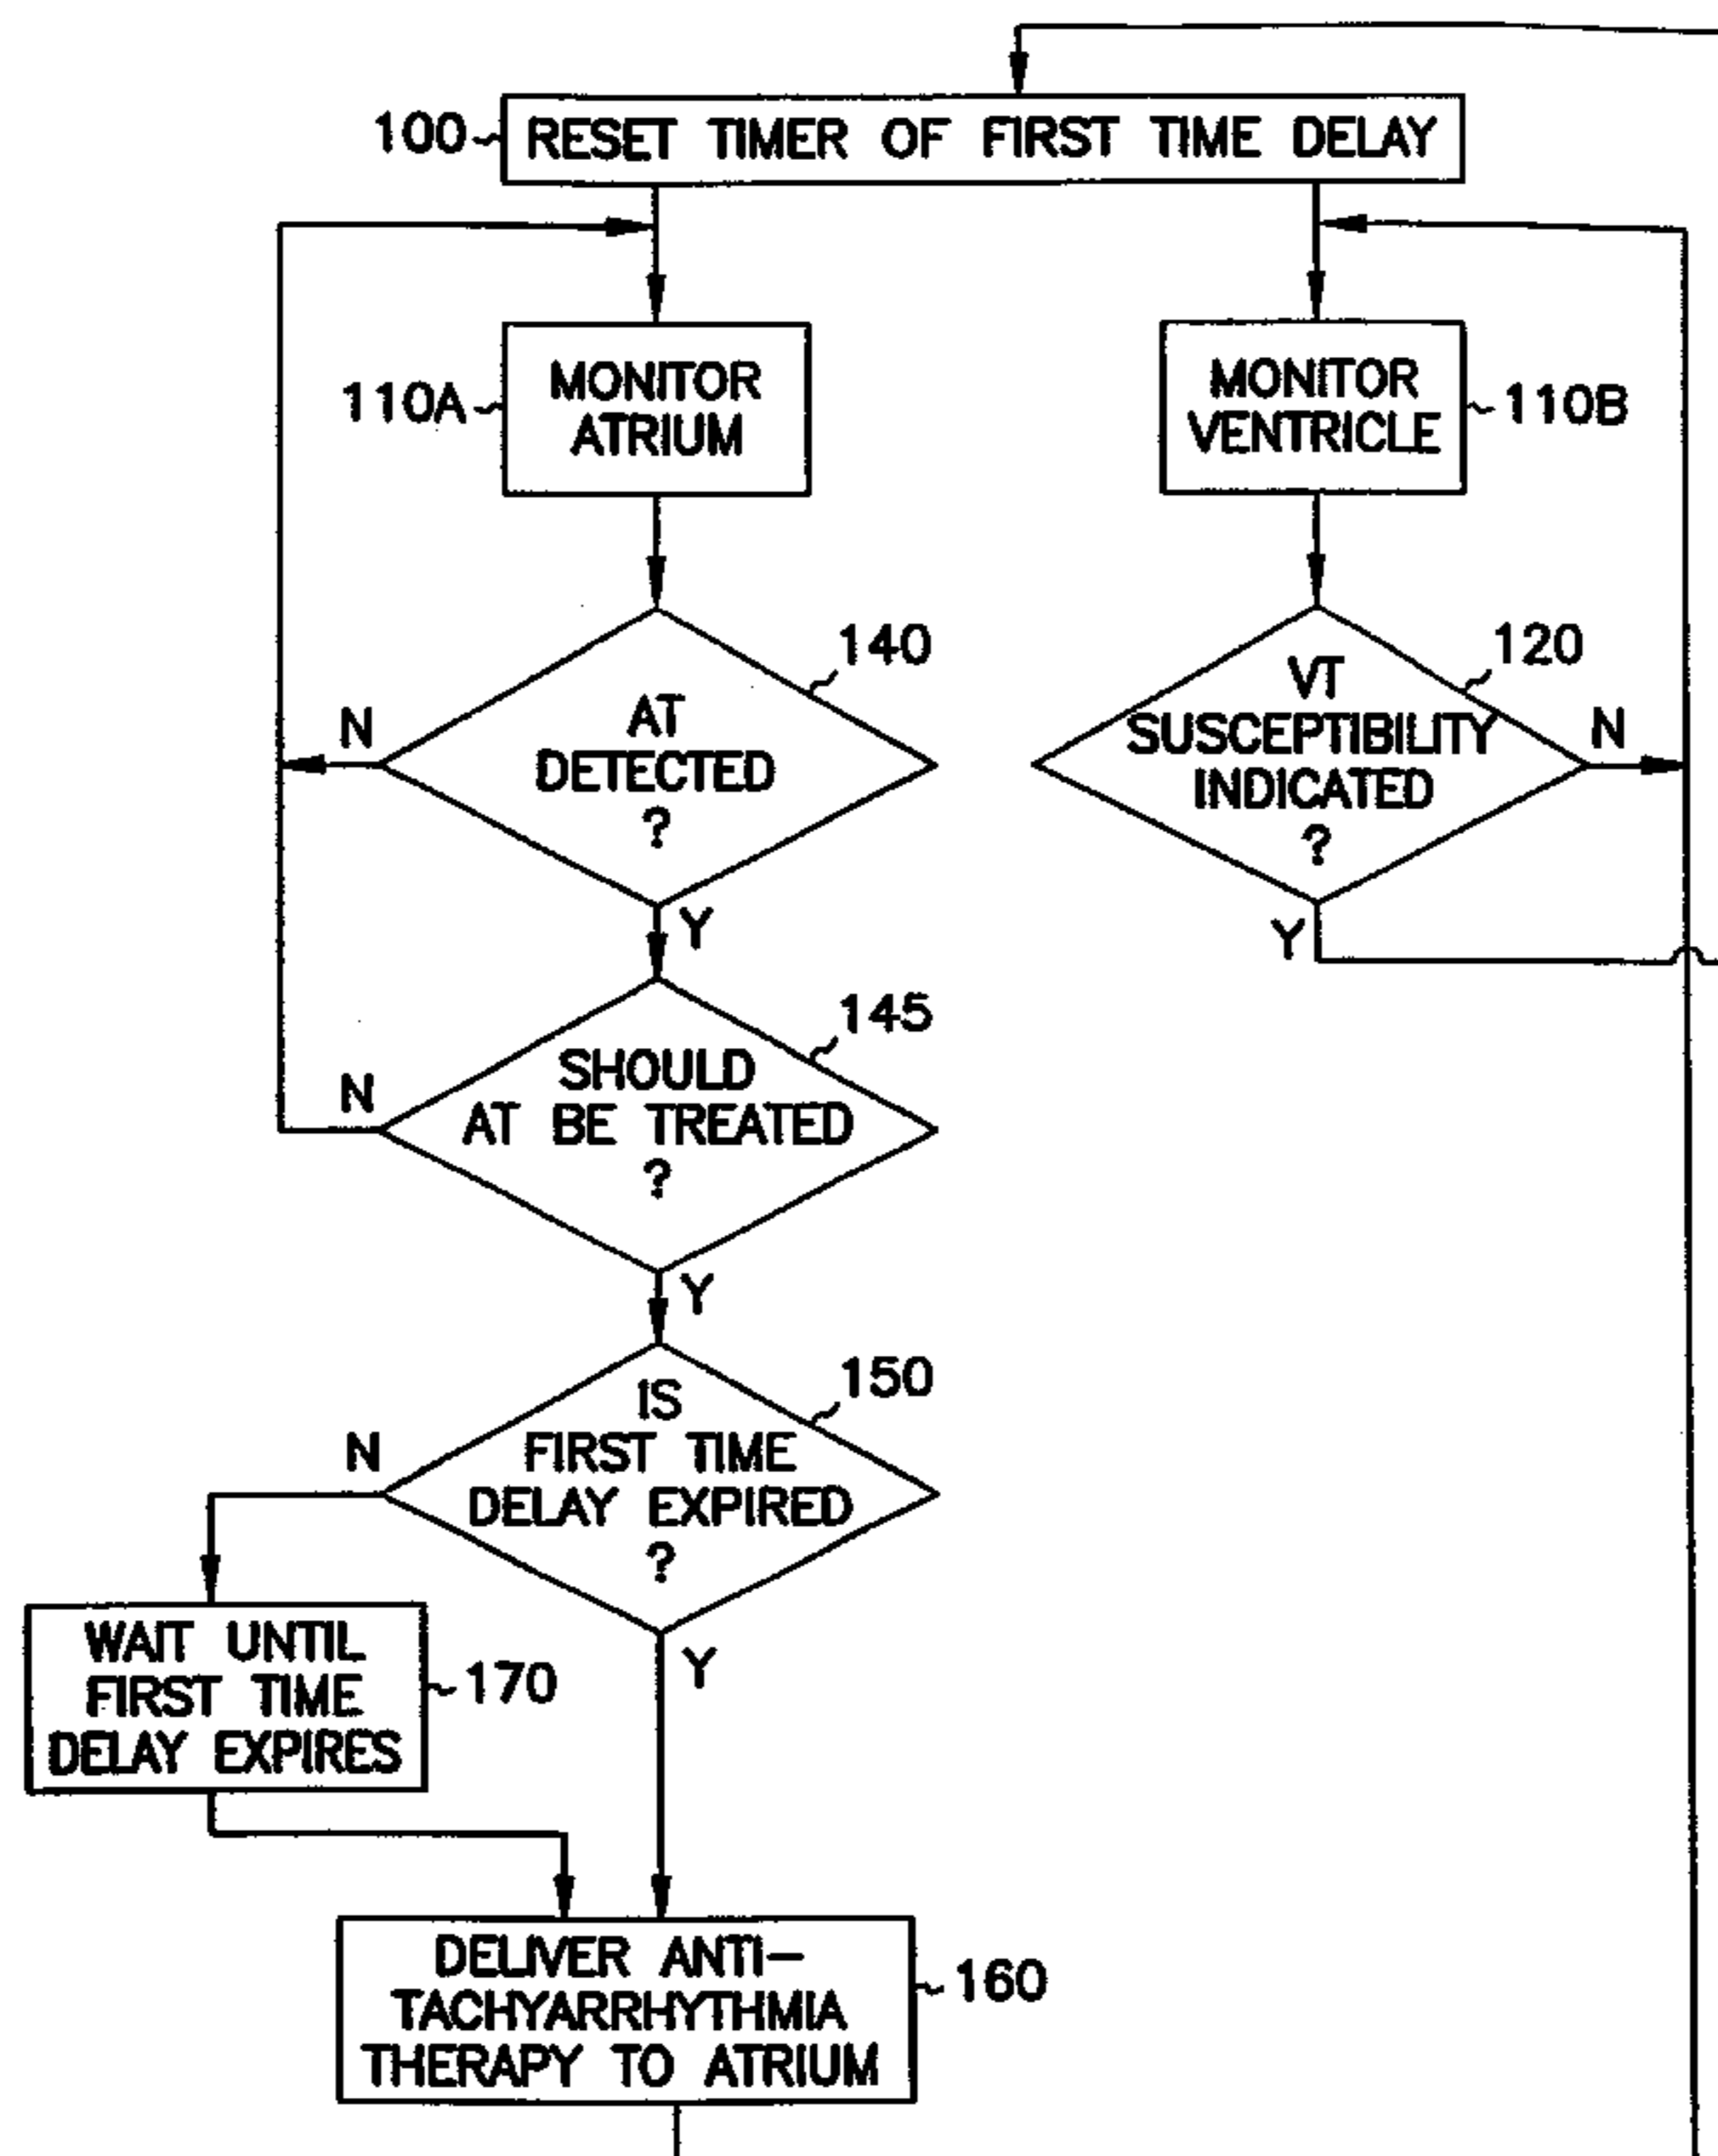 100 RESET TIMER OF FIRST TIME DELAY
110A
MONITOR
ATRIUM
MONITOR
VENTRICLE
110B
140
AT
DETECTED
?
N
Y
120
VT
SUSCEPTIBILITY
INDICATED
?
N
Y
145
SHOULD
AT BE TREATED
?
N
Y
150
IS
FIRST TIME
DELAY EXPIRED
?
N
Y
WAIT UNTIL
FIRST TIME
DELAY EXPIRES
170
DELIVER ANTI-
TACHYARRHYTHMIA
THERAPY TO ATRIUM
160